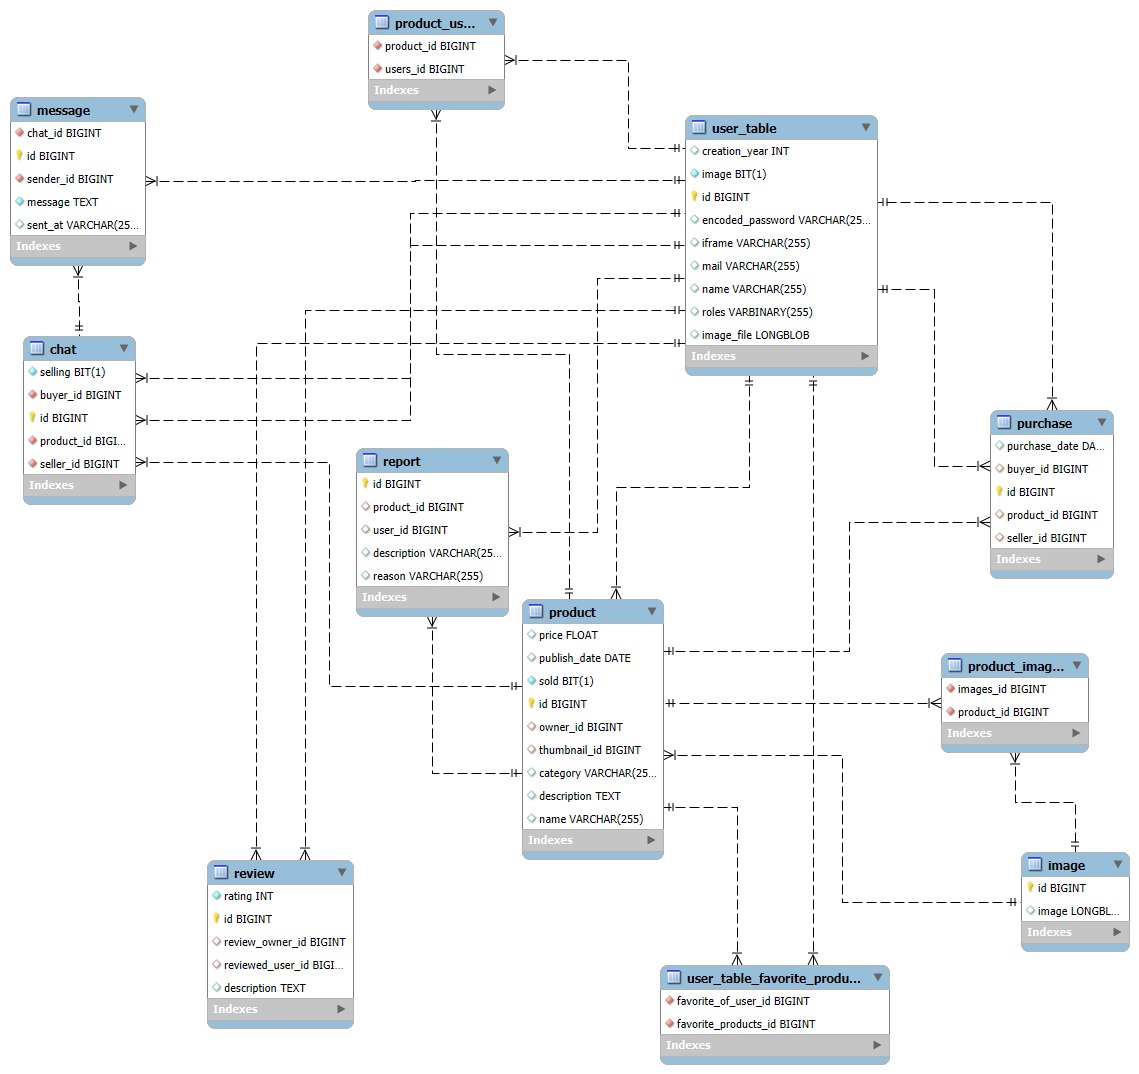 product_us...
product_id BIGINT
users_id BIGINT
Indexes
message
chat_id BIGINT
id BIGINT
sender_id BIGINT
message TEXT
sent_at VARCHAR(25...
Indexes
user_table
creation_year INT
image BIT(1)
id BIGINT
encoded_password VARCHAR(25...
iframe VARCHAR(255)
mail VARCHAR(255)
name VARCHAR(255)
roles VARBINARY(255)
image_file LONGBLOB
Indexes
chat
selling BIT(1)
buyer_id BIGINT
id BIGINT
product_id BIGI...
seller_id BIGINT
Indexes
report
id BIGINT
product_id BIGINT
user_id BIGINT
description VARCHAR(25...
reason VARCHAR(255)
Indexes
purchase
purchase_date DA...
buyer_id BIGINT
id BIGINT
product_id BIGINT
seller_id BIGINT
Indexes
product
price FLOAT
publish_date DATE
sold BIT(1)
id BIGINT
owner_id BIGINT
thumbnail_id BIGINT
category VARCHAR(25...
description TEXT
name VARCHAR(255)
Indexes
product_imag...
images_id BIGINT
product_id BIGINT
Indexes
image
id BIGINT
image LONGBL...
Indexes
review
rating INT
id BIGINT
review_owner_id BIGINT
reviewed_user_id BIGI...
description TEXT
Indexes
user_table_favorite_produ...
favorite_of_user_id BIGINT
favorite_products_id BIGINT
Indexes